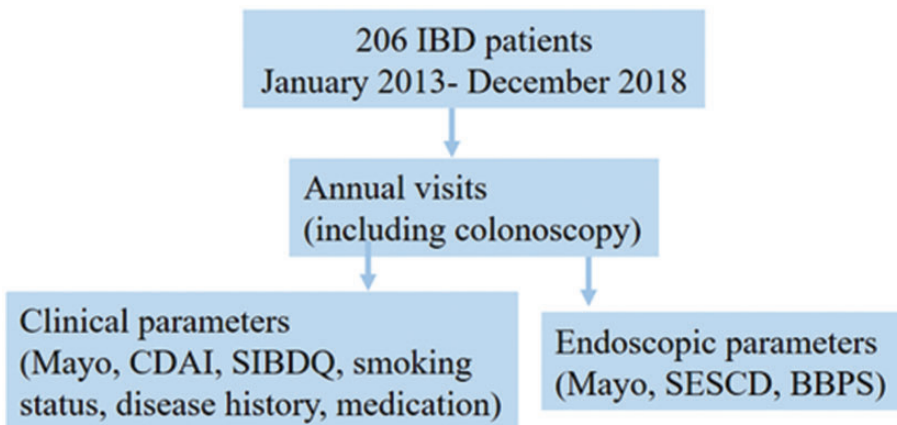 206 IBD patients
January 2013- December 2018
Annual visits
(including colonoscopy)
Clinical parameters
(Mayo, CDAI, SIBDQ, smoking
status, disease history, medication)
Endoscopic parameters
(Mayo, SESCD, BBPS)